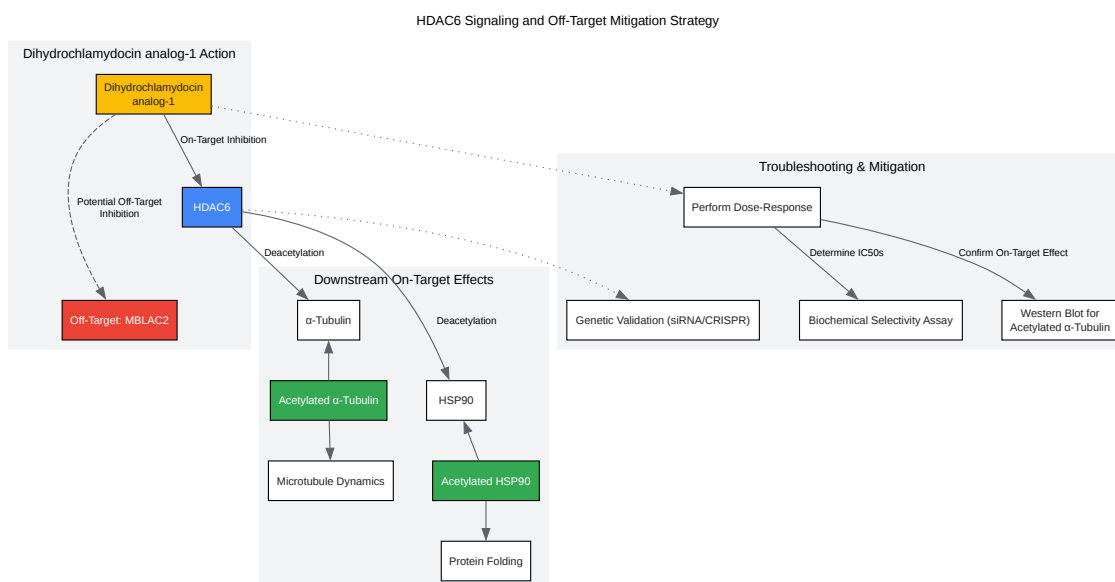 HDAC6 Signaling and Off-Target Mitigation Strategy
Dihydrochlamydocin analog-1 Action
Dihydrochlamydocin
analog-1
On-Target Inhibition
Potential Off-Target
Inhibition
HDAC6
Off-Target: MBLAC2
Deacetylation
Downstream On-Target Effects
α-Tubulin
Deacetylation
Acetylated α-Tubulin
HSP90
Microtubule Dynamics
Acetylated HSP90
Protein Folding
Troubleshooting & Mitigation
Perform Dose-Response
Determine IC50s
Confirm On-Target Effect
Genetic Validation (siRNA/CRISPR)
Biochemical Selectivity Assay
Western Blot for
Acetylated α-Tubulin